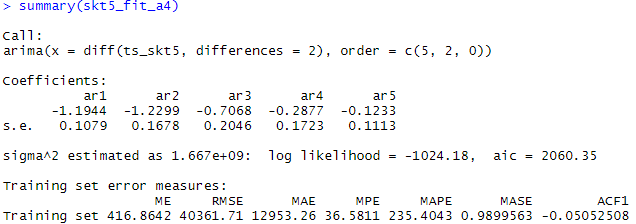 > summary(skt5_fit_a4)
Call:
arima(x = diff(ts_skt5, differences = 2), order = c(5, 2, 0))
Coefficients:
ar1 ar2 ar3 ar4 ar5
-1.1944 -1.2299 -0.7068 -0.2877 -0.1233
s.e. 0.1079 0.1678 0.2046 0.1723 0.1113
sigma^2 estimated as 1.667e+09: log likelihood = -1024.18, aic = 2060.35
Training set error measures:
ME RMSE MAE MPE MAPE MASE ACF1
Training set 416.8642 40361.71 12953.26 36.5811 235.4043 0.9899563 -0.05052508